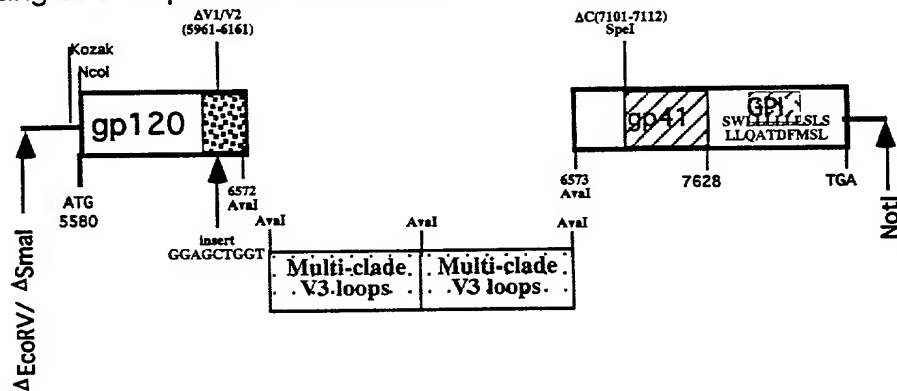 ΔV1/V2
(5961-6161)
ΔC(7101-7112)
SpeI
Kozak
NcoI
gp120
gp41
GPI
SWLLLLLLSLS
LLQATDFMSL
ATG
5580
6572
AvaI
6573
AvaI
7628
TGA
insert
GGAGCTGGT
AvaI
AvaI
AvaI
Multi-clade
V3 loops
Multi-clade
V3 loops
ΔEcoRV/ ΔSmaI
NotI